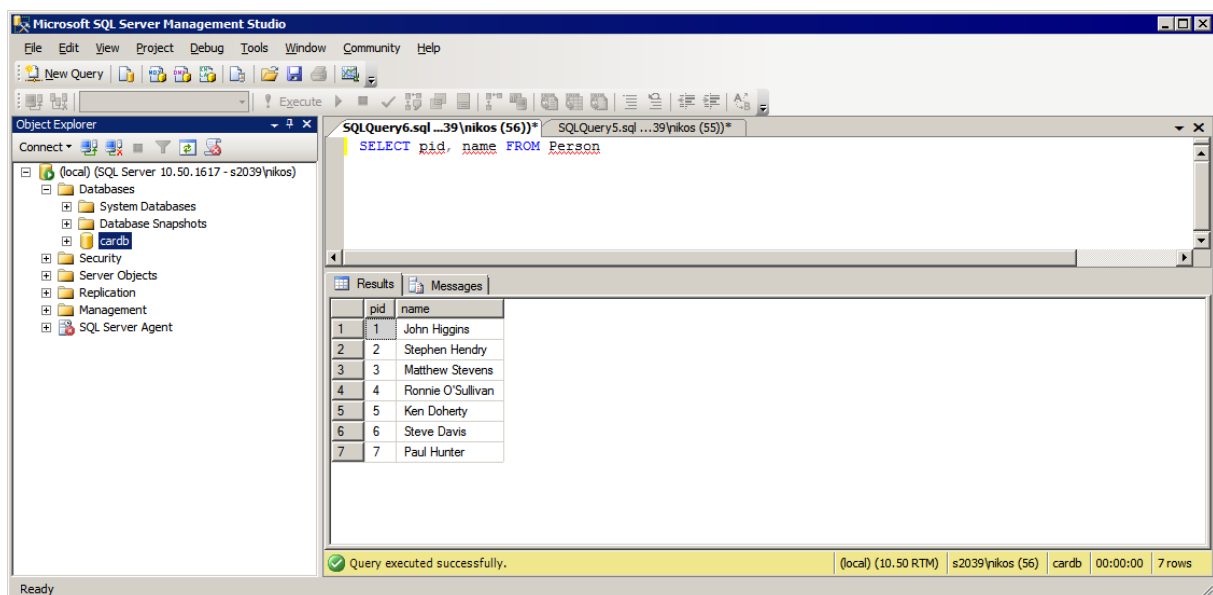 Microsoft SQL Server Management Studio
File Edit View Project Debug Tools Window Community Help
New Query
Execute
Object Explorer
Connect
(local) (SQL Server 10.50.1617 - s2039\nikos)
Databases
System Databases
Database Snapshots
cardb
Security
Server Objects
Replication
Management
SQL Server Agent
SQLQuery6.sql ...39\nikos (56))* SQLQuery5.sql ...39\nikos (55))*
SELECT pid, name FROM Person
Results Messages
pid name
1 1 John Higgins
2 2 Stephen Hendry
3 3 Matthew Stevens
4 4 Ronnie O'Sullivan
5 5 Ken Doherty
6 6 Steve Davis
7 7 Paul Hunter
Query executed successfully. (local) (10.50 RTM) s2039\nikos (56) cardb 00:00:00 7 rows
Ready